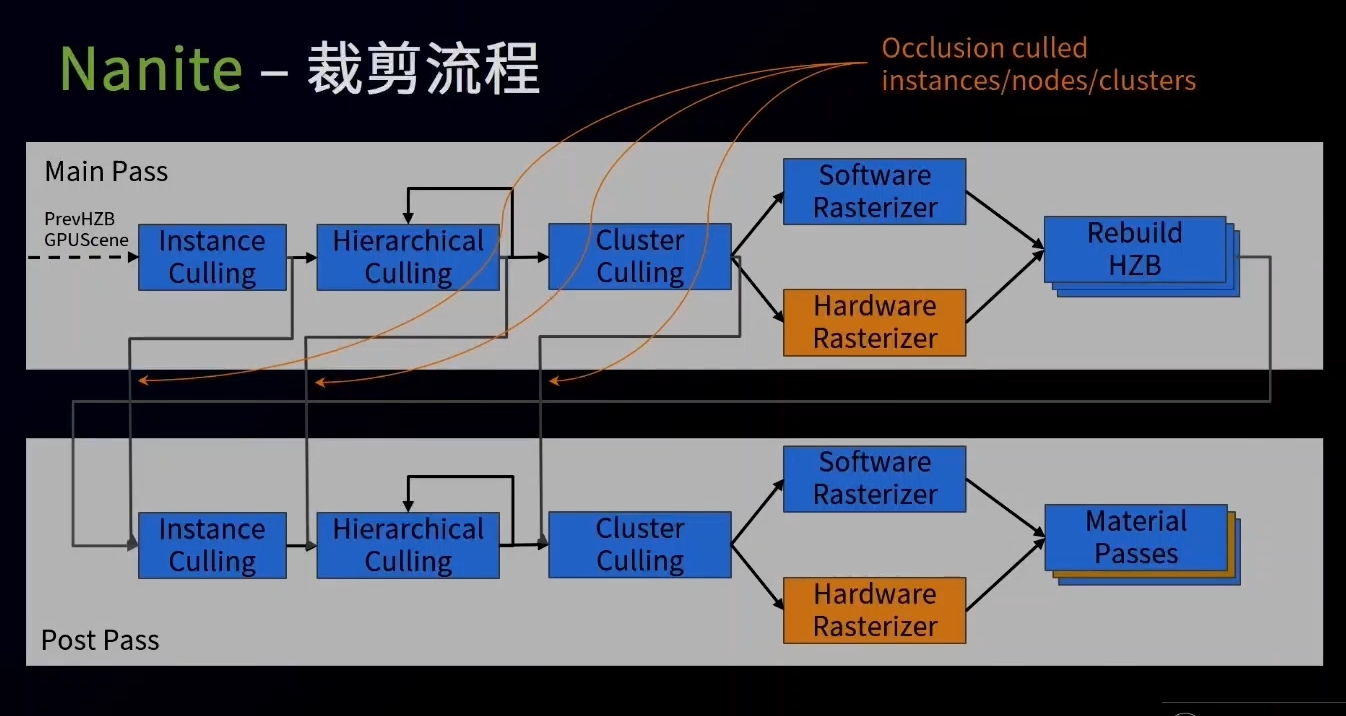 Nanite – 裁剪流程
Occlusion culled
instances/nodes/clusters
Main Pass
PrevHZB
GPUScene
Instance
Culling
Hierarchical
Culling
Cluster
Culling
Software
Rasterizer
Hardware
Rasterizer
Rebuild
HZB
Instance
Culling
Hierarchical
Culling
Cluster
Culling
Software
Rasterizer
Hardware
Rasterizer
Material
Passes
Post Pass